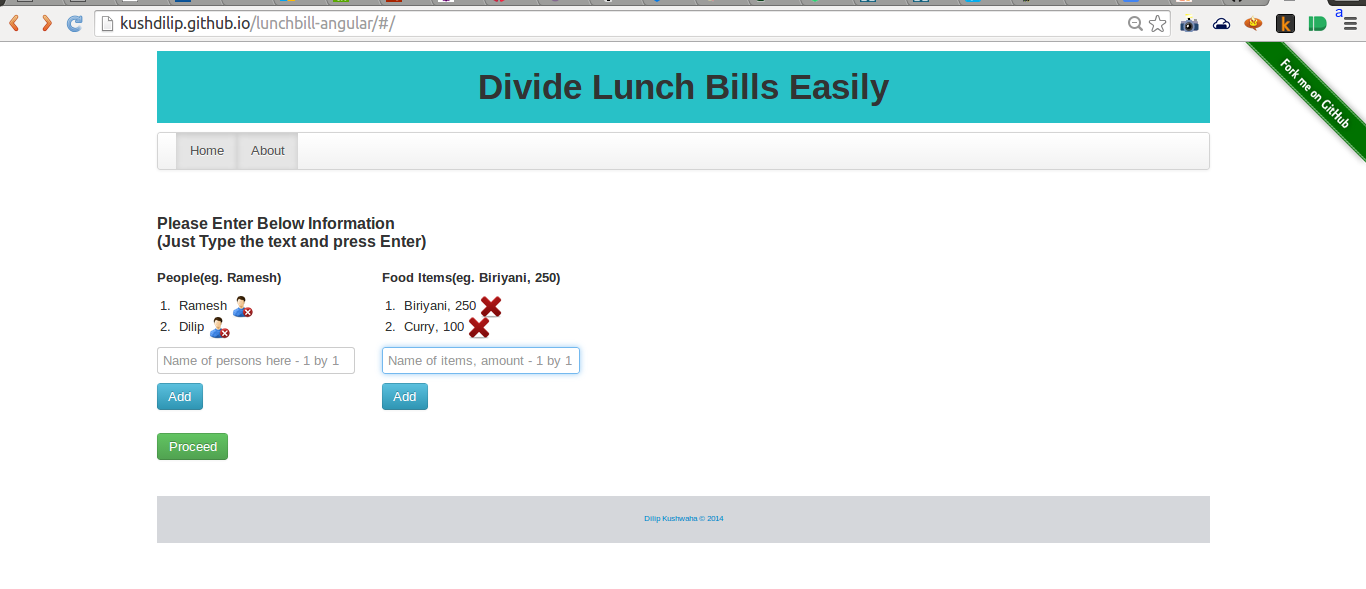 kushdilip.github.io/lunchbill-angular/#/
a
k
Fork me on GitHub
Divide Lunch Bills Easily
Home About
Please Enter Below Information
(Just Type the text and press Enter)
People(eg. Ramesh) Food Items(eg. Biriyani, 250)
1. Ramesh 1. Biriyani, 250
2. Dilip 2. Curry, 100
Name of persons here - 1 by 1 Name of items, amount - 1 by 1
Add Add
Proceed
Dilip Kushwaha © 2014